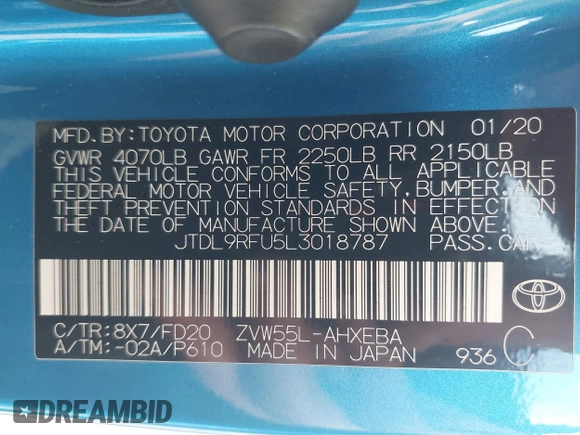 MFD.BY:TOYOTA MOTOR CORPORATION 01/20
GVWR 4070LB GAWR FR 2250LB RR 2150LB
THIS VEHICLE CONFORMS TO ALL APPLICABLE
FEDERAL MOTOR VEHICLE SAFETY,BUMPER,AND
THEFT PREVENTION STANDARDS IN EFFECT ON
THE DATE OF MANUFACTURE SHOWN ABOVE.
JTDL9RFU5L3018787 PASS.CAR
C/TR:8X7/FD20 ZVW55L-AHXEBA
A/TM:-02A/P610 MADE IN JAPAN 936 C
DREAMBID